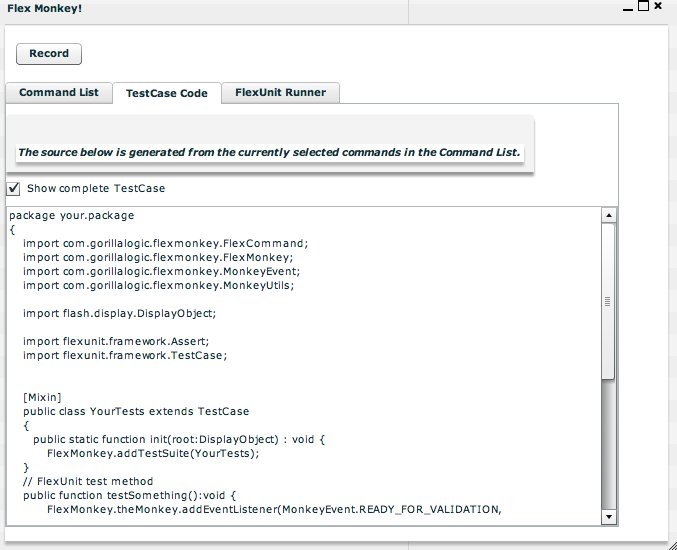 Flex Monkey!
Record
Command List TestCase Code FlexUnit Runner
The source below is generated from the currently selected commands in the Command List.
Show complete TestCase
package your.package
{
import com.gorillalogic.flexmonkey.FlexCommand;
import com.gorillalogic.flexmonkey.FlexMonkey;
import com.gorillalogic.flexmonkey.MonkeyEvent;
import com.gorillalogic.flexmonkey.MonkeyUtils;
import flash.display.DisplayObject;
import flexunit.framework.Assert;
import flexunit.framework.TestCase;
[Mixin]
public class YourTests extends TestCase
{
public static function init(root:DisplayObject) : void {
FlexMonkey.addTestSuite(YourTests);
}
// FlexUnit test method
public function testSomething():void {
FlexMonkey.theMonkey.addEventListener(MonkeyEvent.READY_FOR_VALIDATION,